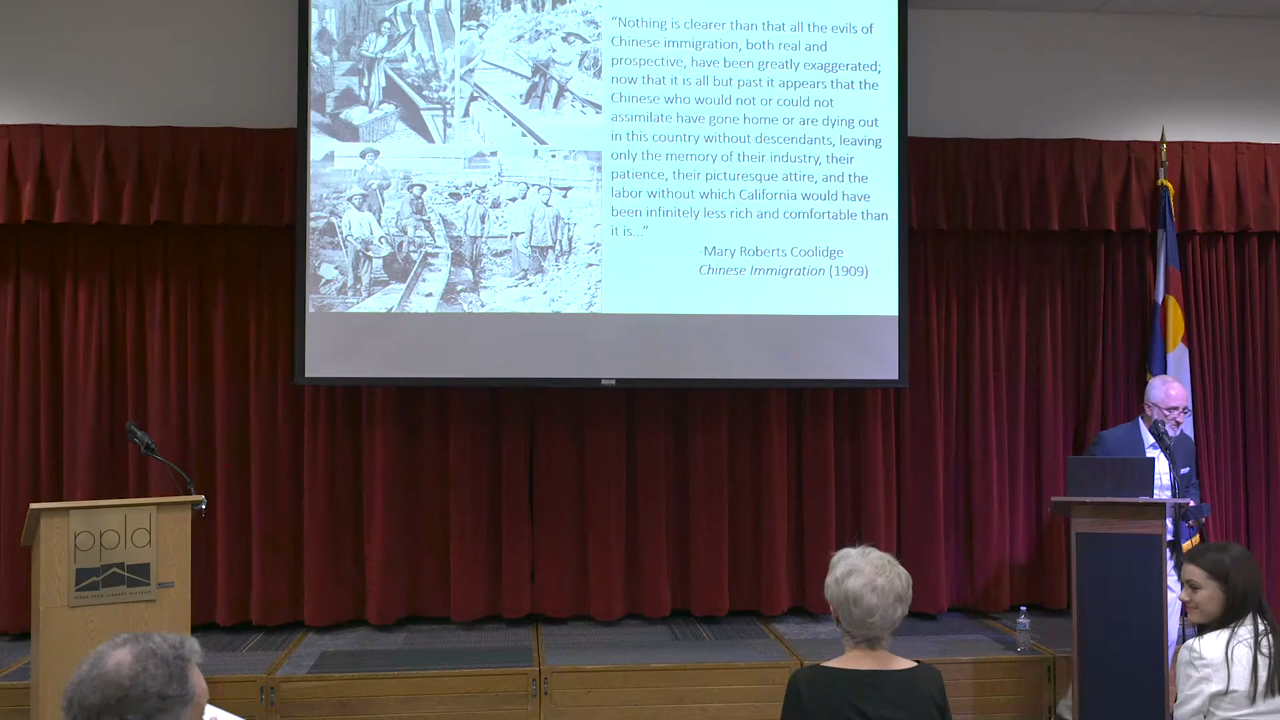 “Nothing is clearer than that all the evils of
Chinese immigration, both real and
prospective, have been greatly exaggerated;
now that it is all but past it appears that the
Chinese who would not or could not
assimilate have gone home or are dying out
in this country without descendants, leaving
only the memory of their industry, their
patience, their picturesque attire, and the
labor without which California would have
been infinitely less rich and comfortable than
it is…”
-Mary Roberts Coolidge
Chinese Immigration (1909)
ppld
PIKES PEAK LIBRARY DISTRICT